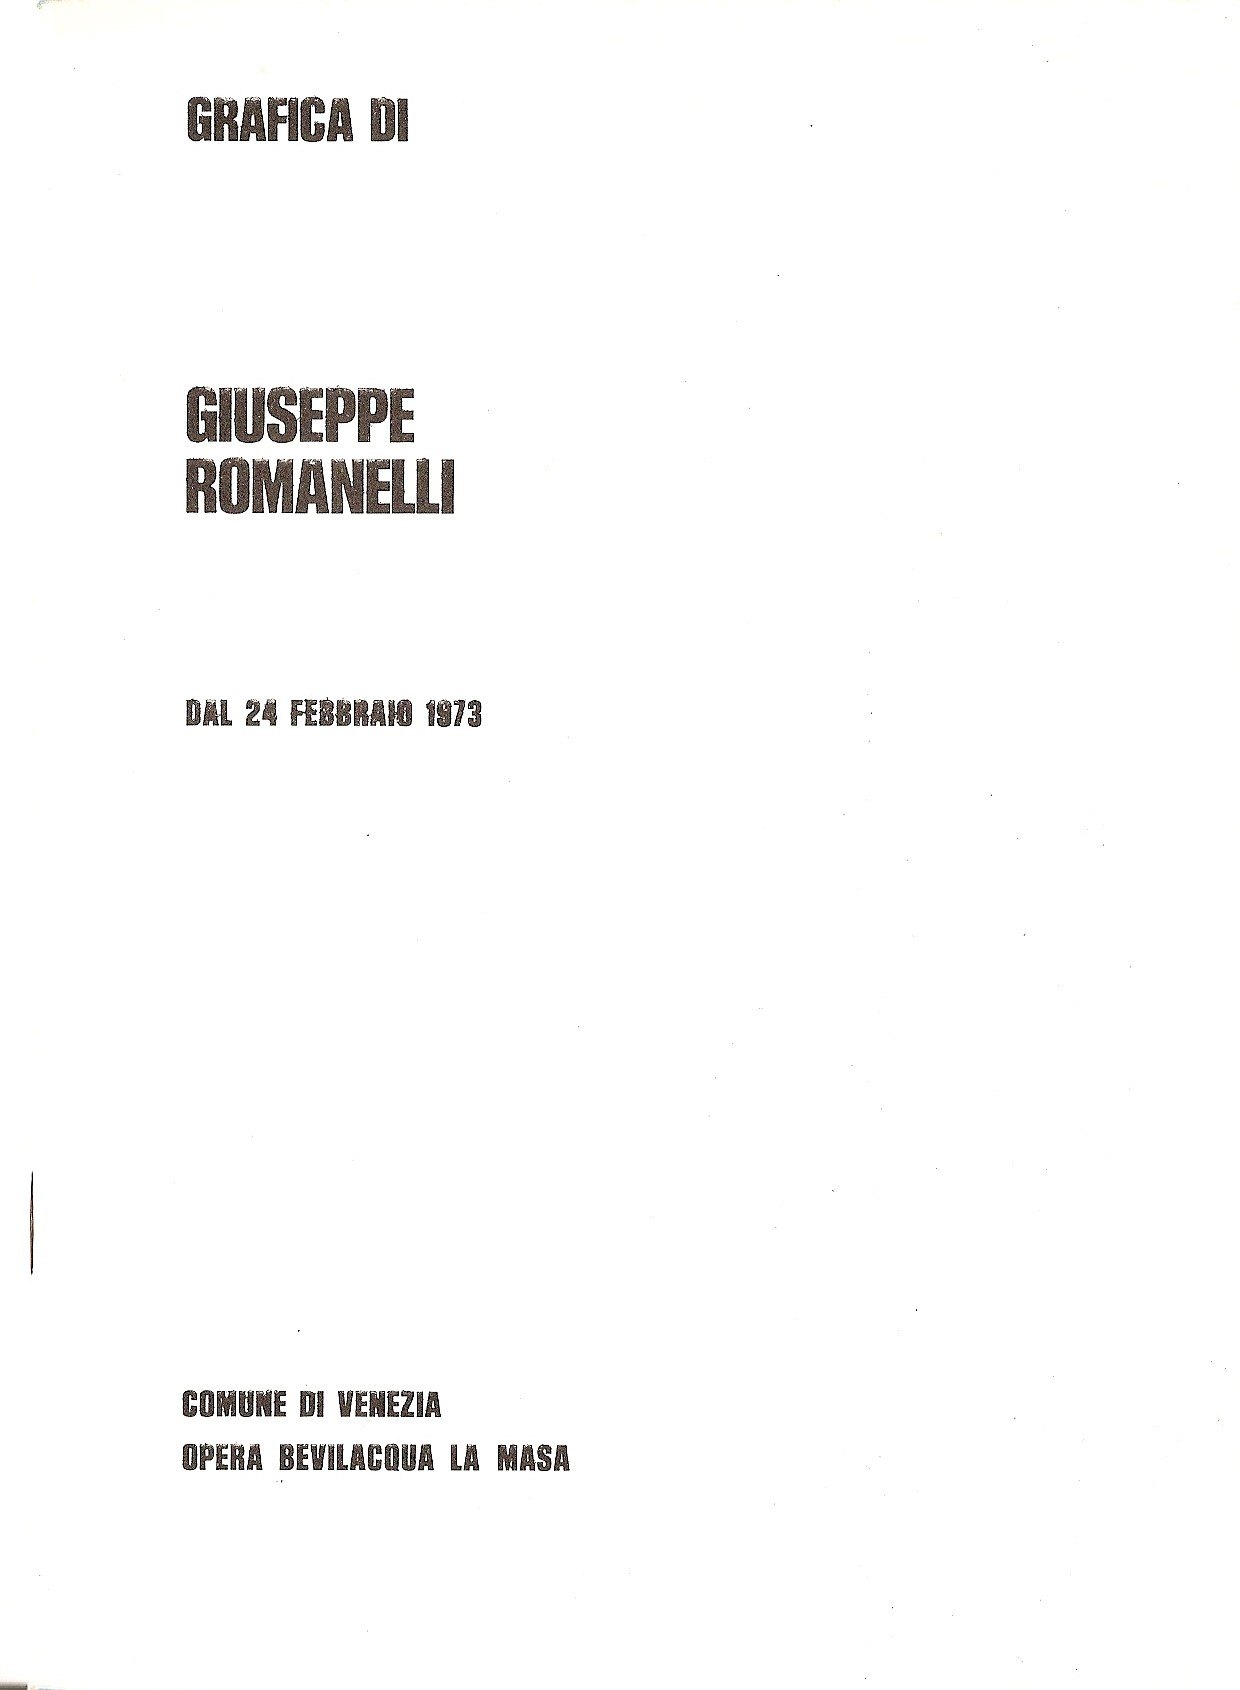 GRAFICA DI
GIUSEPPE
ROMANELLI
DAL 24 FEBBRAIO 1973
COMUNE DI VENEZIA
OPERA BEVILACQUA LA MASA